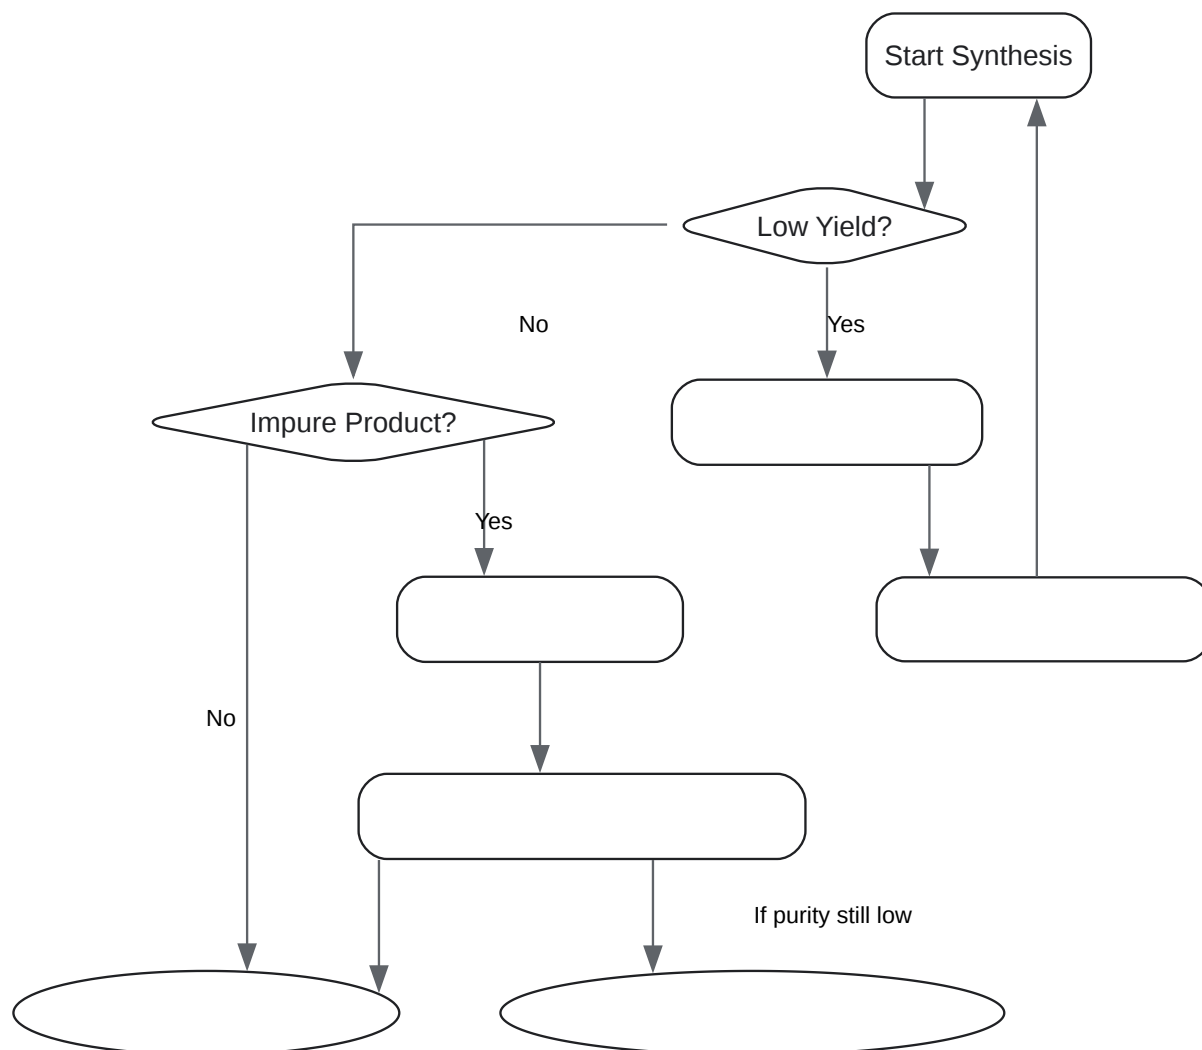 Start Synthesis
Low Yield?
No
Yes
Impure Product?
Yes
No
If purity still low